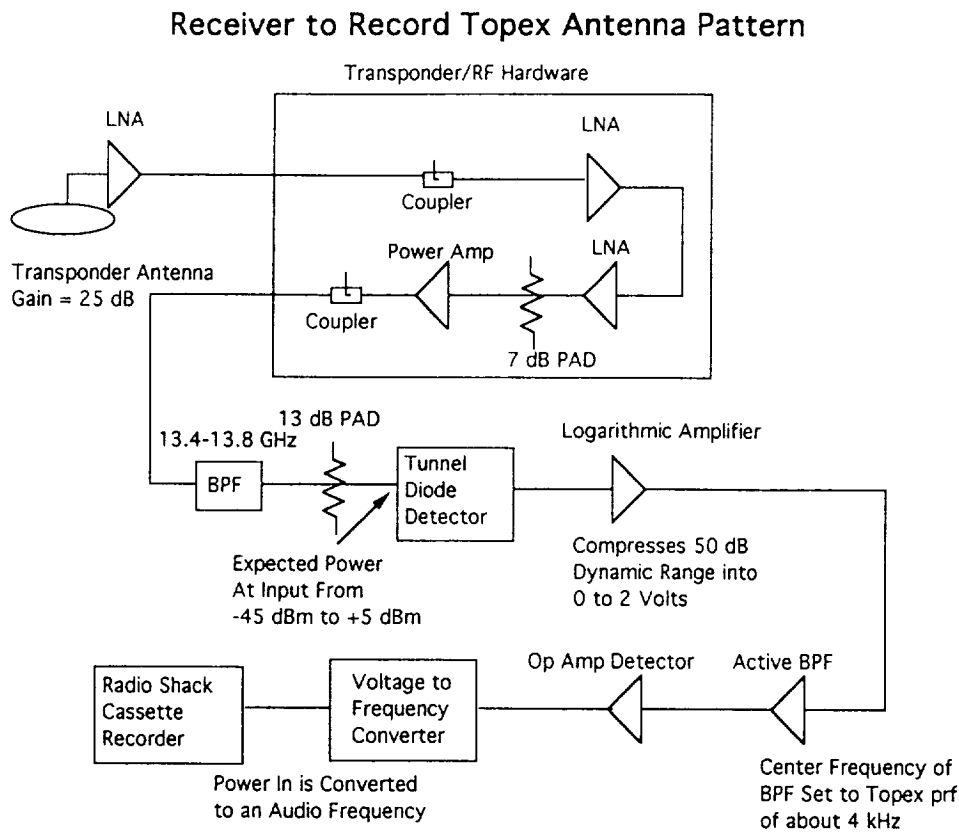 Receiver to Record Topex Antenna Pattern
Transponder/RF Hardware
LNA
LNA
Coupler
Transponder Antenna
Gain = 25 dB
Power Amp
LNA
Coupler
7 dB PAD
13.4-13.8 GHz
13 dB PAD
BPF
Tunnel
Diode
Detector
Logarithmic Amplifier
Expected Power
At Input From
-45 dBm to +5 dBm
Compresses 50 dB
Dynamic Range into
0 to 2 Volts
Radio Shack
Cassette
Recorder
Voltage to
Frequency
Converter
Op Amp Detector
Active BPF
Power In is Converted
to an Audio Frequency
Center Frequency of
BPF Set to Topex prf
of about 4 kHz